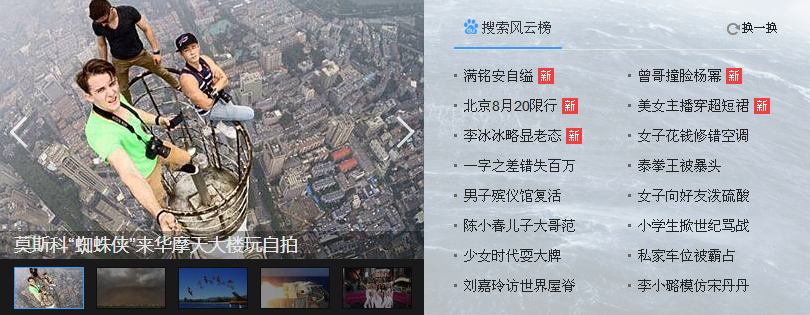 搜索风云榜
换一换
满铭安自缢 新
曾哥撞脸杨幂 新
北京8月20限行 新
美女主播穿超短裙 新
李冰冰略显老态 新
女子花钱修错空调
一字之差错失百万
泰拳王被暴头
男子殡仪馆复活
女子向好友泼硫酸
陈小春儿子大哥范
小学生掀世纪骂战
少女时代耍大牌
私家车位被霸占
刘嘉玲访世界屋脊
李小璐模仿宋丹丹
莫斯科“蜘蛛侠”来华摩天大楼玩自拍